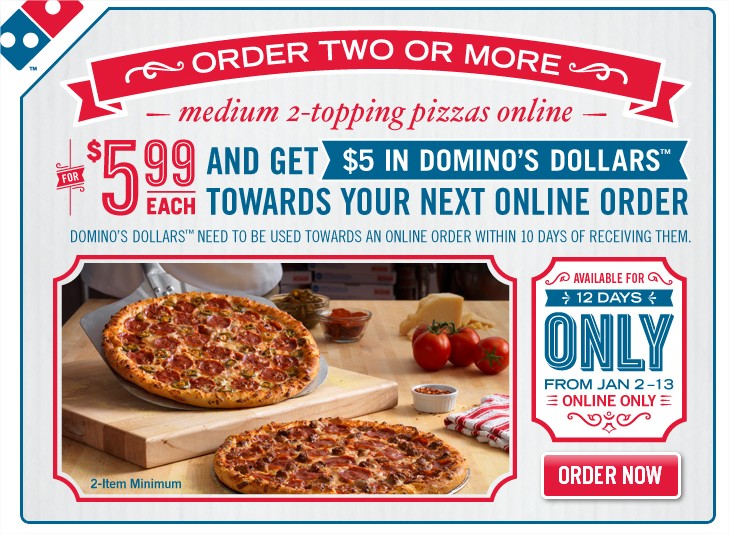 TM
ORDER TWO OR MORE
— medium 2-topping pizzas online —
FOR $5.99 EACH AND GET $5 IN DOMINO'S DOLLARS™
TOWARDS YOUR NEXT ONLINE ORDER
DOMINO'S DOLLARS™ NEED TO BE USED TOWARDS AN ONLINE ORDER WITHIN 10 DAYS OF RECEIVING THEM.
AVAILABLE FOR
12 DAYS
ONLY
FROM JAN 2-13
ONLINE ONLY
2-Item Minimum
ORDER NOW